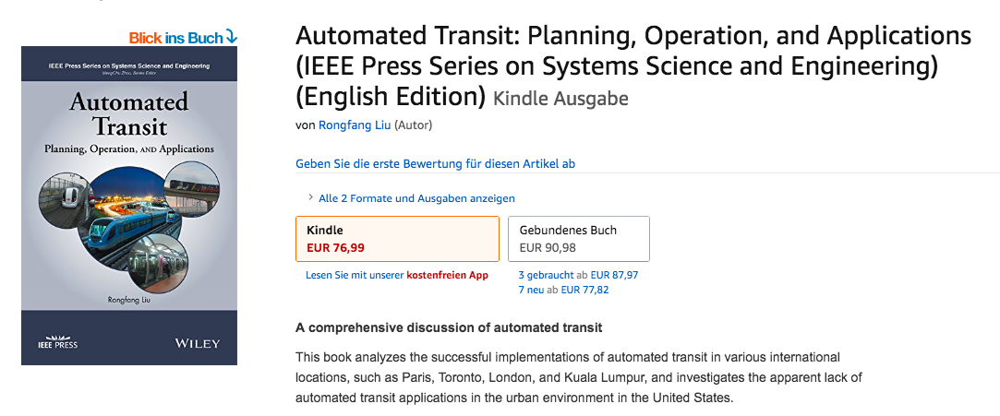 Blick ins Buch
IEEE Press Series on Systems Science and Engineering
MengChu Zhou, Series Editor
Automated
Transit
Planning, Operation, AND Applications
Rongfang Liu
IEEE PRESS
WILEY
Automated Transit: Planning, Operation, and Applications
(IEEE Press Series on Systems Science and Engineering)
(English Edition) Kindle Ausgabe
von Rongfang Liu (Autor)
Geben Sie die erste Bewertung für diesen Artikel ab
Alle 2 Formate und Ausgaben anzeigen
Kindle
EUR 76,99
Lesen Sie mit unserer kostenfreien App
Gebundenes Buch
EUR 90,98
3 gebraucht ab EUR 87,97
7 neu ab EUR 77,82
A comprehensive discussion of automated transit
This book analyzes the successful implementations of automated transit in various international
locations, such as Paris, Toronto, London, and Kuala Lumpur, and investigates the apparent lack of
automated transit applications in the urban environment in the United States.